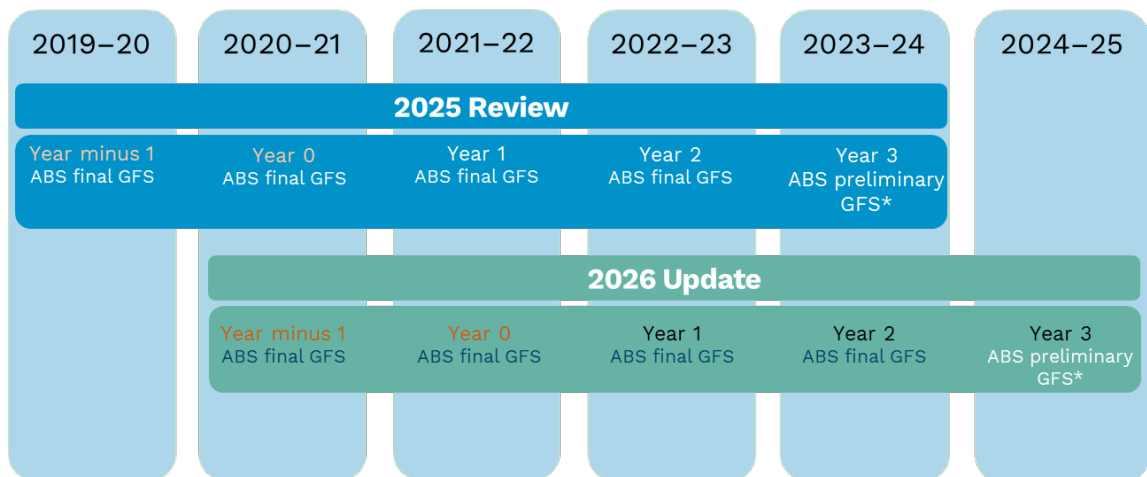 2019–20
2020–21
2021–22
2022–23
2023–24
2024–25
2025 Review
Year minus 1
ABS final GFS
Year 0
ABS final GFS
Year 1
ABS final GFS
Year 2
ABS final GFS
Year 3
ABS preliminary
GFS*
2026 Update
Year minus 1
ABS final GFS
Year 0
ABS final GFS
Year 1
ABS final GFS
Year 2
ABS final GFS
Year 3
ABS preliminary
GFS*